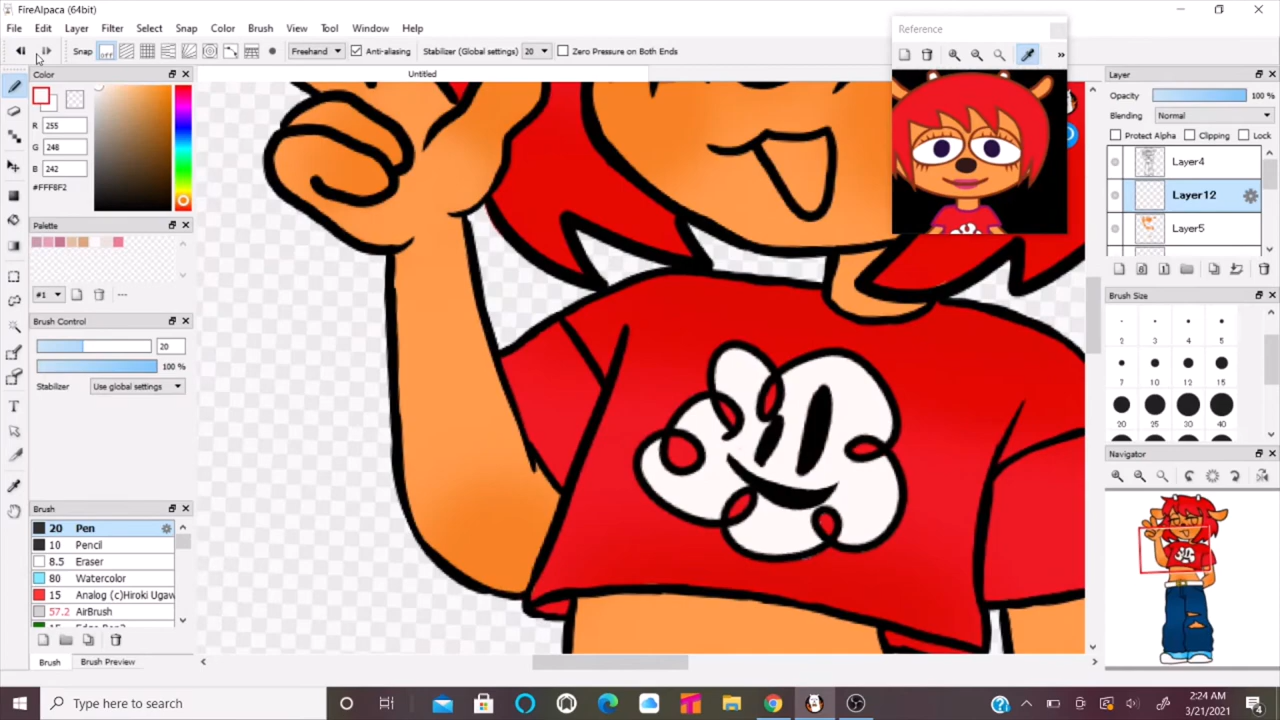 FireAlpaca (64bit)
File Edit Layer Filter Select Snap Color Brush View Tool Window Help
Snap off Freehand Anti-aliasing Stabilizer (Global settings) 20 Zero Pressure on Both Ends
Reference
Color
Untitled
Layer
R 255
G 248
B 242
#FFF8F2
Opacity 100 %
Blending Normal
Protect Alpha Clipping Lock
Layer4
Layer12
Layer5
Palette
#1
Brush Control
20
100 %
Stabilizer Use global settings
Brush Size
2 3 4 5
7 10 12 15
20 25 30 40
Navigator
Brush
20 Pen
10 Pencil
8.5 Eraser
80 Watercolor
15 Analog (c)Hiroki Ugaw
57.2 AirBrush
Brush Brush Preview
Type here to search
2:24 AM
3/21/2021
4